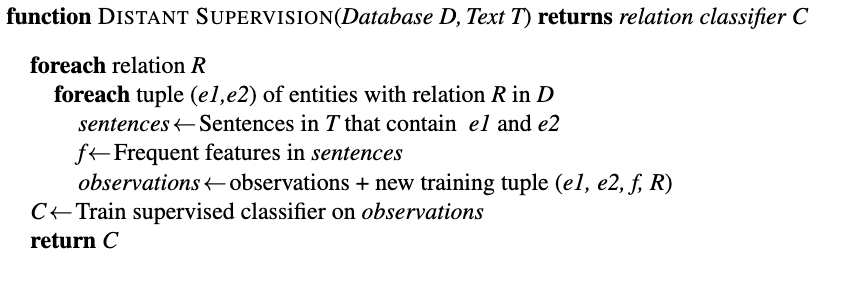 function DISTANT SUPERVISION(Database D, Text T) returns relation classifier C
foreach relation R
foreach tuple (e1,e2) of entities with relation R in D
sentences ← Sentences in T that contain e1 and e2
f ← Frequent features in sentences
observations ← observations + new training tuple (e1, e2, f, R)
C ← Train supervised classifier on observations
return C